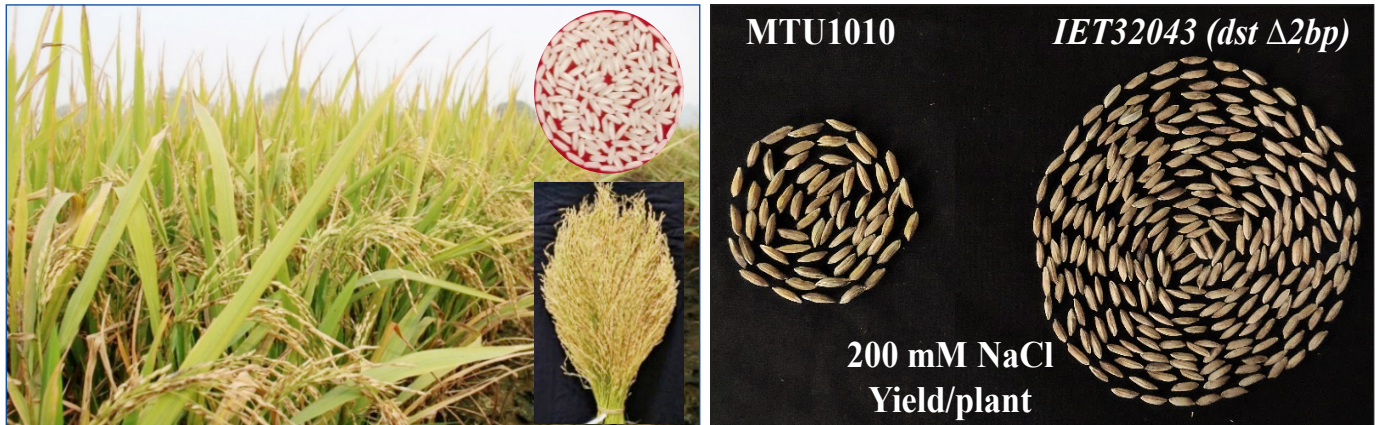 MTU1010
IET32043 (dst Δ2bp)
200 mM NaCl
Yield/plant